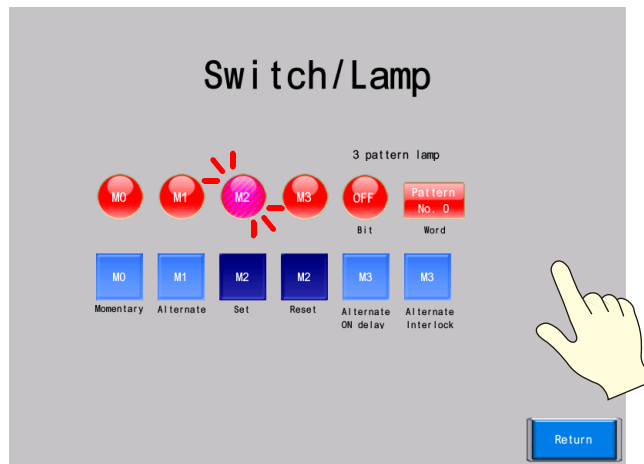 Switch/Lamp
3 pattern lamp
M0 M1 M2 M3 OFF Pattern
No. 0
Bit Word
M0 M1 M2 M2 M3 M3
Momentary Alternate Set Reset Alternate Alternate
ON delay Interlock
Return